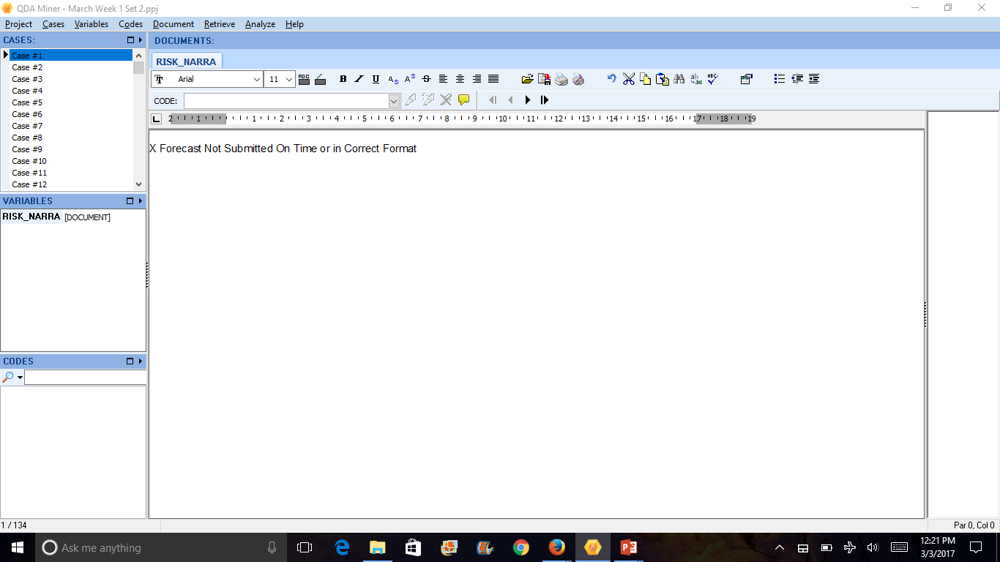 QDA Miner - March Week 1 Set 2.ppj
Project Cases Variables Codes Document Retrieve Analyze Help
CASES:
Case #1
Case #2
Case #3
Case #4
Case #5
Case #6
Case #7
Case #8
Case #9
Case #10
Case #11
Case #12
VARIABLES
RISK_NARRA [DOCUMENT]
CODES
DOCUMENTS:
RISK_NARRA
Arial 11 B I U
CODE:
2 1 1 2 3 4 5 6 7 8 9 10 11 12 13 14 15 16 17 18 19
X Forecast Not Submitted On Time or in Correct Format
1 / 134
Par 0, Col 0
Ask me anything
12:21 PM
3/3/2017